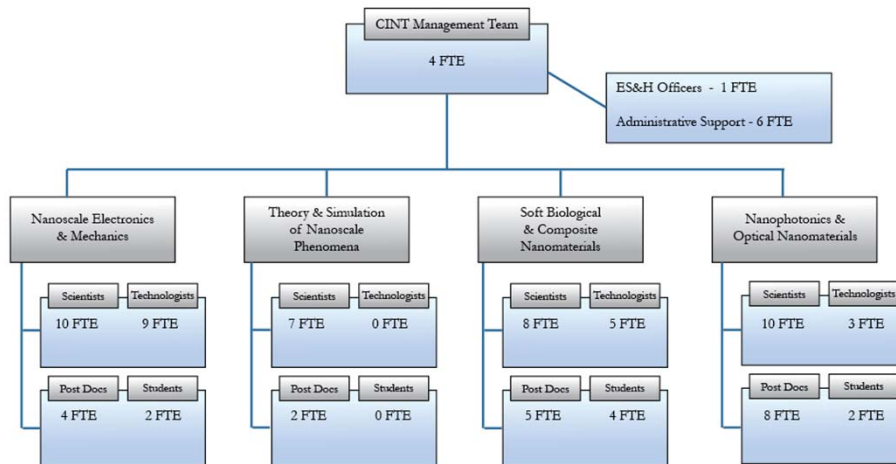 CINT Management Team
4 FTE
ES&H Officers - 1 FTE
Administrative Support - 6 FTE
Nanoscale Electronics
& Mechanics
Theory & Simulation
of Nanoscale
Phenomena
Soft Biological
& Composite
Nanomaterials
Nanophotonics &
Optical Nanomaterials
Scientists Technologists
10 FTE 9 FTE
Post Docs Students
4 FTE 2 FTE
Scientists Technologists
7 FTE 0 FTE
Post Docs Students
2 FTE 0 FTE
Scientists Technologists
8 FTE 5 FTE
Post Docs Students
5 FTE 4 FTE
Scientists Technologists
10 FTE 3 FTE
Post Docs Students
8 FTE 2 FTE